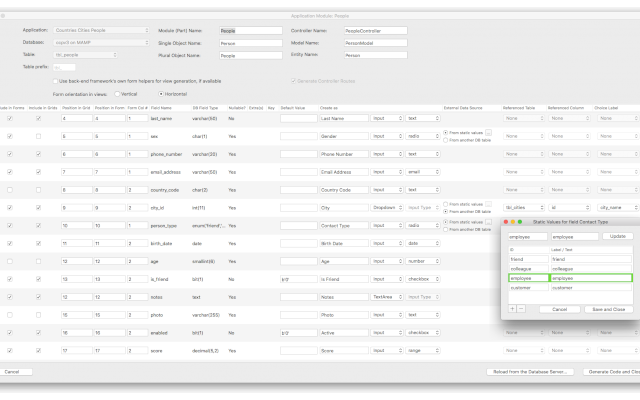 Application Module: People
Application: Countries Cities People Module (Part) Name: People Controller Name: PeopleController
Database: on MAMP Single Object Name: Person Model Name: PersonModel
Table: tbl_people Plural Object Name: People Entity Name: Person
Table prefix:
Use back-end framework's own form helpers for view generation, if available Generate Controller Routes
Form orientation in views: Vertical Horizontal
in Forms Include in Grids Position in Grid Position in Form Form Col # Field Name DB Field Type Nullable? Extra(s) Key Default Value Create as External Data Source Referenced Table Referenced Column Choice Label
4 4 1 last_name varchar(50) No Last Name Input text None None None
5 5 1 sex char(1) Yes Gender Input radio From static values ... None None None
From another DB table
6 6 1 phone_number varchar(20) Yes Phone Number Input text None None None
7 7 1 email_address varchar(50) Yes Email Address Input email None None None
8 8 2 country_code char(2) Yes Country Code Input text None None None
9 9 2 city_id int(11) Yes City Dropdown Input Type From static values ... tbl_cities id city_name
From another DB table
10 10 2 person_type enum('friend','... Yes Contact Type Input radio From static values ...
From another DB table
11 11 2 birth_date date Yes Birth Date Input date
12 12 2 age smallint(6) Yes Age Input number
13 13 2 is_friend bit(1) No b'0' Is Friend Input checkbox
12 12 2 notes text Yes Notes TextArea Input Type
15 15 2 photo varchar(250) Yes Photo Input text
16 16 2 enabled bit(1) No b'0' Active Input checkbox None None None
17 17 2 score decimal(5,2) Yes Score Input range None None None
Static Values for field Contact Type
employee employee Update
ID Label / Text
friend friend
colleague colleague
employee employee
customer customer
+ − Cancel Save and Close
Cancel Reload from the Database Server... Generate Code and